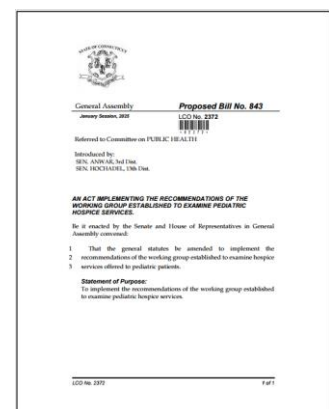 General Assembly
Proposed Bill No. 843
January Session, 2025
LCO No. 2372
Referred to Committee on PUBLIC HEALTH
Introduced by:
SEN. ANWAR, 3rd Dist.
SEN. HOCHADEL, 13th Dist.
AN ACT IMPLEMENTING THE RECOMMENDATIONS OF THE
WORKING GROUP ESTABLISHED TO EXAMINE PEDIATRIC
HOSPICE SERVICES.
Be it enacted by the Senate and House of Representatives in General
Assembly convened:
1 That the general statutes be amended to implement the
2 recommendations of the working group established to examine hospice
3 services offered to pediatric patients.
Statement of Purpose:
To implement the recommendations of the working group established
to examine pediatric hospice services.
LCO No. 2372
1 of 1